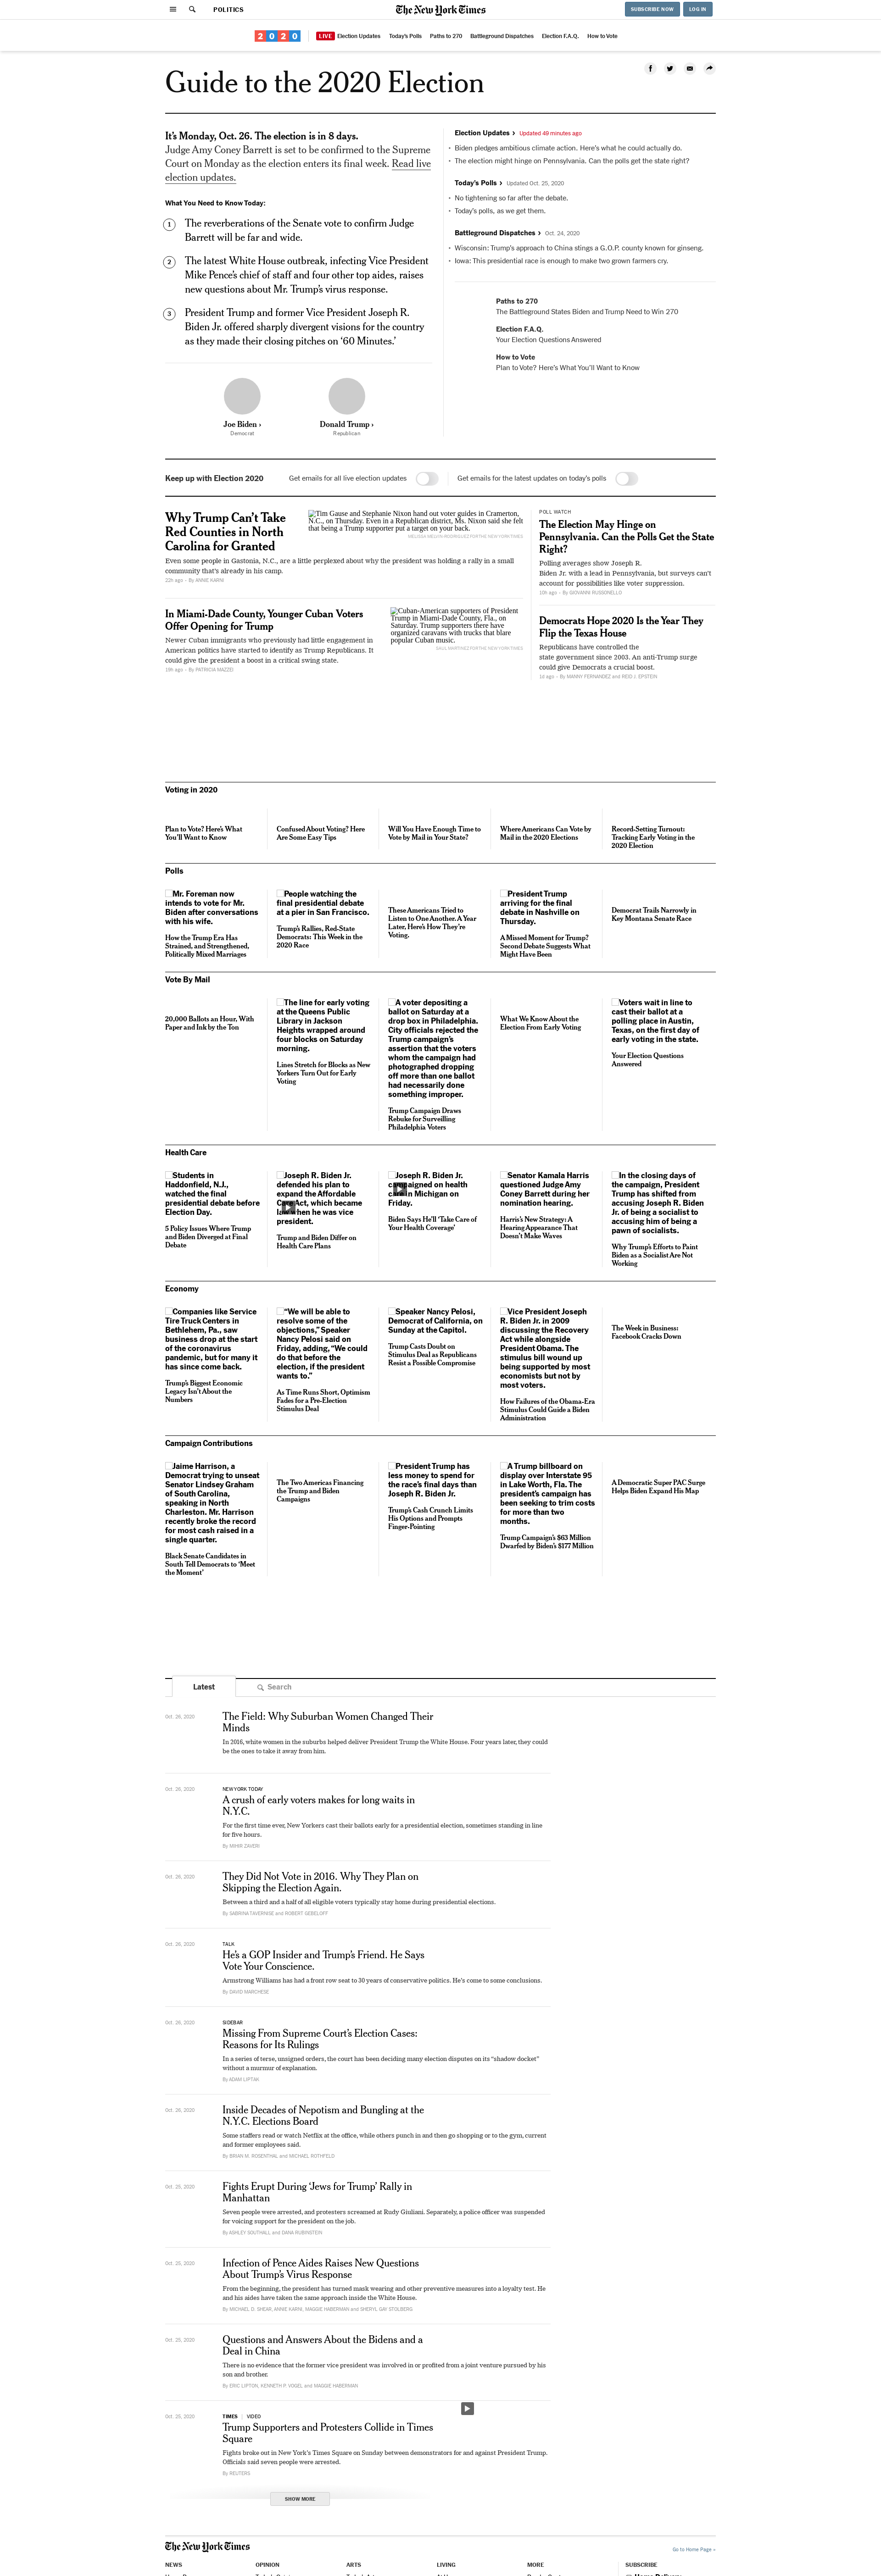 POLITICS
The New York Times
SUBSCRIBE NOW
LOG IN
2020
LIVE Election Updates
Today's Polls
Paths to 270
Battleground Dispatches
Election F.A.Q.
How to Vote
Guide to the 2020 Election
It's Monday, Oct. 26. The election is in 8 days.
Judge Amy Coney Barrett is set to be confirmed to the Supreme
Court on Monday as the election enters its final week. Read live
election updates.
What You Need to Know Today:
1
The reverberations of the Senate vote to confirm Judge
Barrett will be far and wide.
2
The latest White House outbreak, infecting Vice President
Mike Pence's chief of staff and four other top aides, raises
new questions about Mr. Trump's virus response.
3
President Trump and former Vice President Joseph R.
Biden Jr. offered sharply divergent visions for the country
as they made their closing pitches on ‘60 Minutes.’
Joe Biden ›
Democrat
Donald Trump ›
Republican
Election Updates › Updated 49 minutes ago
• Biden pledges ambitious climate action. Here's what he could actually do.
• The election might hinge on Pennsylvania. Can the polls get the state right?
Today's Polls › Updated Oct. 25, 2020
• No tightening so far after the debate.
• Today's polls, as we get them.
Battleground Dispatches › Oct. 24, 2020
• Wisconsin: Trump's approach to China stings a G.O.P. county known for ginseng.
• Iowa: This presidential race is enough to make two grown farmers cry.
Paths to 270
The Battleground States Biden and Trump Need to Win 270
Election F.A.Q.
Your Election Questions Answered
How to Vote
Plan to Vote? Here's What You'll Want to Know
Keep up with Election 2020
Get emails for all live election updates
Get emails for the latest updates on today's polls
Why Trump Can't Take
Red Counties in North
Carolina for Granted
Even some people in Gastonia, N.C., are a little perplexed about why the president was holding a rally in a small
community that's already in his camp.
22h ago · By ANNIE KARNI
Tim Gause and Stephanie Nixon hand out voter guides in Cramerton,
N.C., on Thursday. Even in a Republican district, Ms. Nixon said she felt
that being a Trump supporter put a target on your back.
MELISSA MELVIN-RODRIGUEZ FOR THE NEW YORK TIMES
In Miami-Dade County, Younger Cuban Voters
Offer Opening for Trump
Newer Cuban immigrants who previously had little engagement in
American politics have started to identify as Trump Republicans. It
could give the president a boost in a critical swing state.
19h ago · By PATRICIA MAZZEI
Cuban-American supporters of President
Trump in Miami-Dade County, Fla., on
Saturday. Trump supporters there have
organized caravans with trucks that blare
popular Cuban music.
SAUL MARTINEZ FOR THE NEW YORK TIMES
POLL WATCH
The Election May Hinge on
Pennsylvania. Can the Polls Get the State
Right?
Polling averages show Joseph R.
Biden Jr. with a lead in Pennsylvania, but surveys can't
account for possibilities like voter suppression.
10h ago · By GIOVANNI RUSSONELLO
Democrats Hope 2020 Is the Year They
Flip the Texas House
Republicans have controlled the
state government since 2003. An anti-Trump surge
could give Democrats a crucial boost.
1d ago · By MANNY FERNANDEZ and REID J. EPSTEIN
Voting in 2020
Plan to Vote? Here's What
You'll Want to Know
Confused About Voting? Here
Are Some Easy Tips
Will You Have Enough Time to
Vote by Mail in Your State?
Where Americans Can Vote by
Mail in the 2020 Elections
Record-Setting Turnout:
Tracking Early Voting in the
2020 Election
Polls
Mr. Foreman now
intends to vote for Mr.
Biden after conversations
with his wife.
How the Trump Era Has
Strained, and Strengthened,
Politically Mixed Marriages
People watching the
final presidential debate
at a pier in San Francisco.
Trump's Rallies, Red-State
Democrats: This Week in the
2020 Race
These Americans Tried to
Listen to One Another. A Year
Later, Here's How They're
Voting.
President Trump
arriving for the final
debate in Nashville on
Thursday.
A Missed Moment for Trump?
Second Debate Suggests What
Might Have Been
Democrat Trails Narrowly in
Key Montana Senate Race
Vote By Mail
20,000 Ballots an Hour, With
Paper and Ink by the Ton
The line for early voting
at the Queens Public
Library in Jackson
Heights wrapped around
four blocks on Saturday
morning.
Lines Stretch for Blocks as New
Yorkers Turn Out for Early
Voting
A voter depositing a
ballot on Saturday at a
drop box in Philadelphia.
City officials rejected the
Trump campaign's
assertion that the voters
whom the campaign had
photographed dropping
off more than one ballot
had necessarily done
something improper.
Trump Campaign Draws
Rebuke for Surveilling
Philadelphia Voters
What We Know About the
Election From Early Voting
Voters wait in line to
cast their ballot at a
polling place in Austin,
Texas, on the first day of
early voting in the state.
Your Election Questions
Answered
Health Care
Students in
Haddonfield, N.J.,
watched the final
presidential debate before
Election Day.
5 Policy Issues Where Trump
and Biden Diverged at Final
Debate
Joseph R. Biden Jr.
defended his plan to
expand the Affordable
Care Act, which became
law when he was vice
president.
Trump and Biden Differ on
Health Care Plans
Joseph R. Biden Jr.
campaigned on health
care in Michigan on
Friday.
Biden Says He'll ‘Take Care of
Your Health Coverage’
Senator Kamala Harris
questioned Judge Amy
Coney Barrett during her
nomination hearing.
Harris's New Strategy: A
Hearing Appearance That
Doesn't Make Waves
In the closing days of
the campaign, President
Trump has shifted from
accusing Joseph R. Biden
Jr. of being a socialist to
accusing him of being a
pawn of socialists.
Why Trump's Efforts to Paint
Biden as a Socialist Are Not
Working
Economy
Companies like Service
Tire Truck Centers in
Bethlehem, Pa., saw
business drop at the start
of the coronavirus
pandemic, but for many it
has since come back.
Trump's Biggest Economic
Legacy Isn't About the
Numbers
“We will be able to
resolve some of the
objections,” Speaker
Nancy Pelosi said on
Friday, adding, “We could
do that before the
election, if the president
wants to.”
As Time Runs Short, Optimism
Fades for a Pre-Election
Stimulus Deal
Speaker Nancy Pelosi,
Democrat of California, on
Sunday at the Capitol.
Trump Casts Doubt on
Stimulus Deal as Republicans
Resist a Possible Compromise
Vice President Joseph
R. Biden Jr. in 2009
discussing the Recovery
Act while alongside
President Obama. The
stimulus bill wound up
being supported by most
economists but not by
most voters.
How Failures of the Obama-Era
Stimulus Could Guide a Biden
Administration
The Week in Business:
Facebook Cracks Down
Campaign Contributions
Jaime Harrison, a
Democrat trying to unseat
Senator Lindsey Graham
of South Carolina,
speaking in North
Charleston. Mr. Harrison
recently broke the record
for most cash raised in a
single quarter.
Black Senate Candidates in
South Tell Democrats to ‘Meet
the Moment’
The Two Americas Financing
the Trump and Biden
Campaigns
President Trump has
less money to spend for
the race's final days than
Joseph R. Biden Jr.
Trump's Cash Crunch Limits
His Options and Prompts
Finger-Pointing
A Trump billboard on
display over Interstate 95
in Lake Worth, Fla. The
president's campaign has
been seeking to trim costs
for more than two
months.
Trump Campaign's $63 Million
Dwarfed by Biden's $177 Million
A Democratic Super PAC Surge
Helps Biden Expand His Map
Latest
Search
Oct. 26, 2020
The Field: Why Suburban Women Changed Their
Minds
In 2016, white women in the suburbs helped deliver President Trump the White House. Four years later, they could
be the ones to take it away from him.
Oct. 26, 2020
NEW YORK TODAY
A crush of early voters makes for long waits in
N.Y.C.
For the first time ever, New Yorkers cast their ballots early for a presidential election, sometimes standing in line
for five hours.
By MIHIR ZAVERI
Oct. 26, 2020
They Did Not Vote in 2016. Why They Plan on
Skipping the Election Again.
Between a third and a half of all eligible voters typically stay home during presidential elections.
By SABRINA TAVERNISE and ROBERT GEBELOFF
Oct. 26, 2020
TALK
He's a GOP Insider and Trump's Friend. He Says
Vote Your Conscience.
Armstrong Williams has had a front row seat to 30 years of conservative politics. He's come to some conclusions.
By DAVID MARCHESE
Oct. 26, 2020
SIDEBAR
Missing From Supreme Court's Election Cases:
Reasons for Its Rulings
In a series of terse, unsigned orders, the court has been deciding many election disputes on its “shadow docket”
without a murmur of explanation.
By ADAM LIPTAK
Oct. 26, 2020
Inside Decades of Nepotism and Bungling at the
N.Y.C. Elections Board
Some staffers read or watch Netflix at the office, while others punch in and then go shopping or to the gym, current
and former employees said.
By BRIAN M. ROSENTHAL and MICHAEL ROTHFELD
Oct. 25, 2020
Fights Erupt During ‘Jews for Trump’ Rally in
Manhattan
Seven people were arrested, and protesters screamed at Rudy Giuliani. Separately, a police officer was suspended
for voicing support for the president on the job.
By ASHLEY SOUTHALL and DANA RUBINSTEIN
Oct. 25, 2020
Infection of Pence Aides Raises New Questions
About Trump's Virus Response
From the beginning, the president has turned mask wearing and other preventive measures into a loyalty test. He
and his aides have taken the same approach inside the White House.
By MICHAEL D. SHEAR, ANNIE KARNI, MAGGIE HABERMAN and SHERYL GAY STOLBERG
Oct. 25, 2020
Questions and Answers About the Bidens and a
Deal in China
There is no evidence that the former vice president was involved in or profited from a joint venture pursued by his
son and brother.
By ERIC LIPTON, KENNETH P. VOGEL and MAGGIE HABERMAN
Oct. 25, 2020
TIMES | VIDEO
Trump Supporters and Protesters Collide in Times
Square
Fights broke out in New York's Times Square on Sunday between demonstrators for and against President Trump.
Officials said seven people were arrested.
By REUTERS
SHOW MORE
The New York Times
Go to Home Page »
NEWS
OPINION
ARTS
LIVING
MORE
SUBSCRIBE